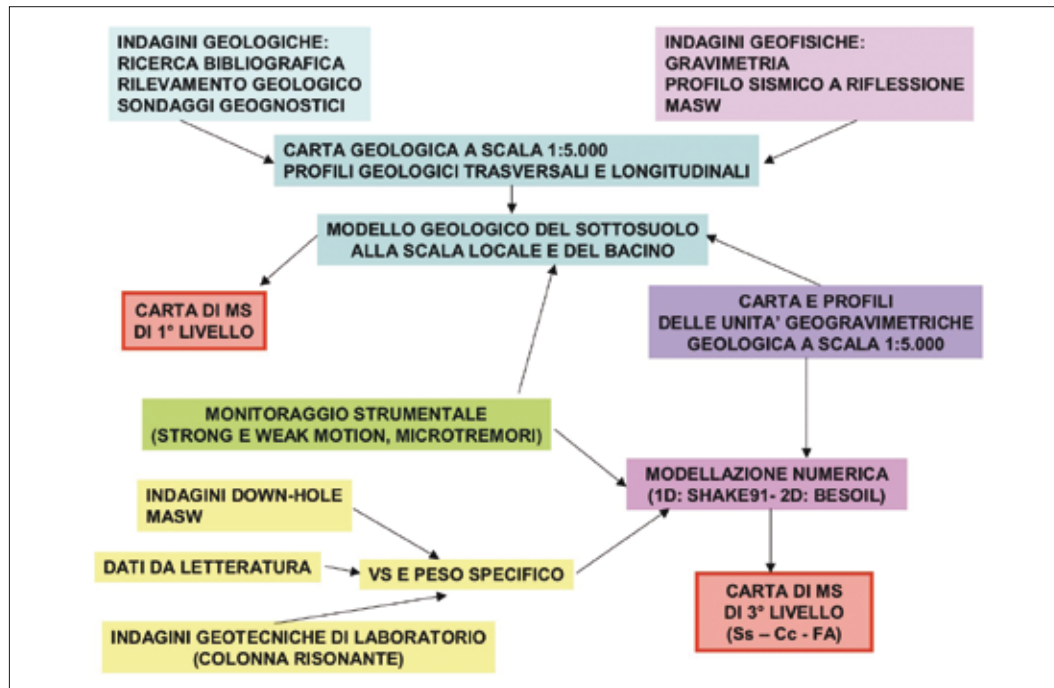 INDAGINI GEOLOGICHE:
RICERCA BIBLIOGRAFICA
RILEVAMENTO GEOLOGICO
SONDAGGI GEOGNOSTICI
INDAGINI GEOFISICHE:
GRAVIMETRIA
PROFILO SISMICO A RIFLESSIONE
MASW
CARTA GEOLOGICA A SCALA 1:5.000
PROFILI GEOLOGICI TRASVERSALI E LONGITUDINALI
MODELLO GEOLOGICO DEL SOTTOSUOLO
ALLA SCALA LOCALE E DEL BACINO
CARTA DI MS
DI 1° LIVELLO
CARTA E PROFILI
DELLE UNITA' GEOGRAVIMETRICHE
GEOLOGICA A SCALA 1:5.000
MONITORAGGIO STRUMENTALE
(STRONG E WEAK MOTION, MICROTREMORI)
MODELLAZIONE NUMERICA
(1D: SHAKE91- 2D: BESOIL)
INDAGINI DOWN-HOLE
MASW
DATI DA LETTERATURA
VS E PESO SPECIFICO
INDAGINI GEOTECNICHE DI LABORATORIO
(COLONNA RISONANTE)
CARTA DI MS
DI 3° LIVELLO
(Ss – Cc - FA)